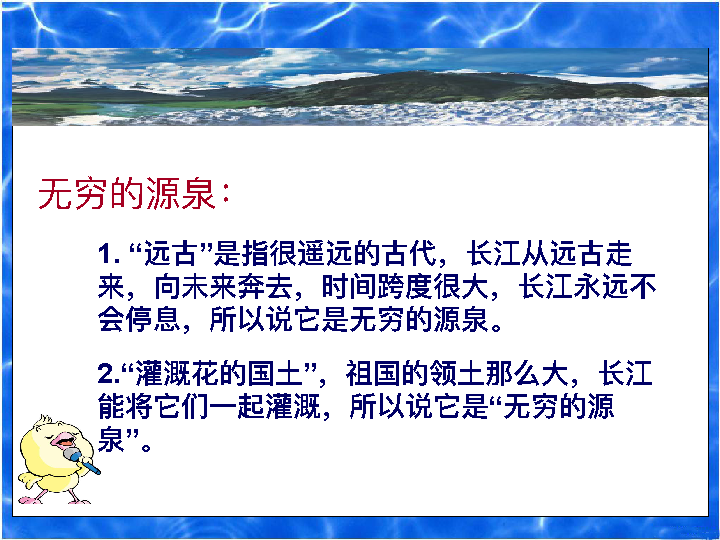 无穷的源泉：
1. “远古”是指很遥远的古代，长江从远古走
来，向未来奔去，时间跨度很大，长江永远不
会停息，所以说它是无穷的源泉。
2.“灌溉花的国土”，祖国的领土那么大，长江
能将它们一起灌溉，所以说它是“无穷的源
泉”。